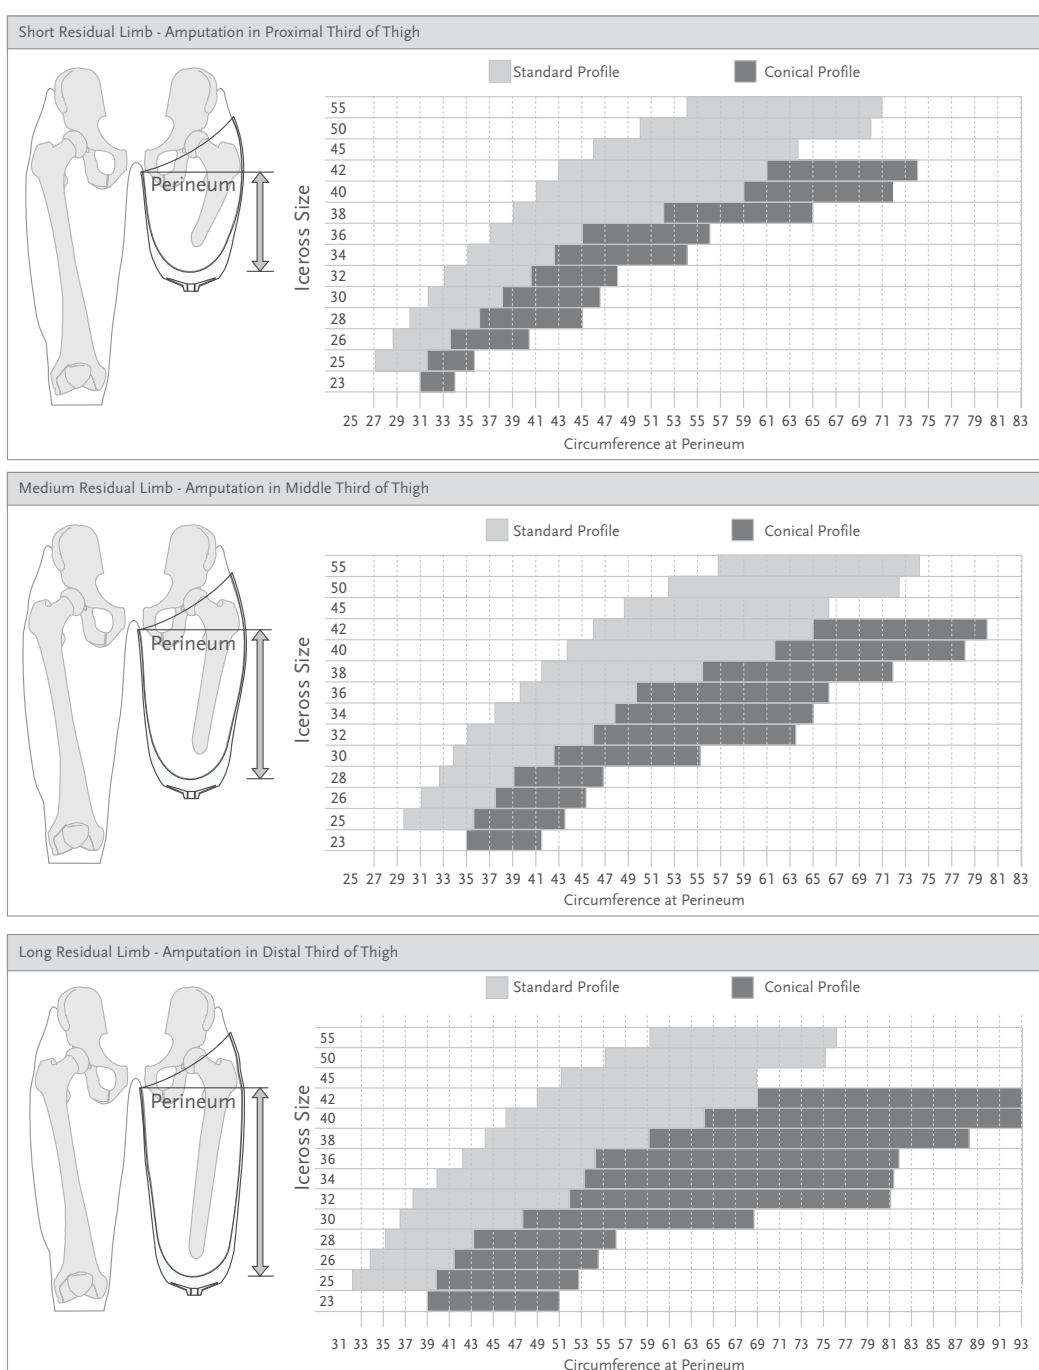 Short Residual Limb - Amputation in Proximal Third of Thigh
Standard Profile
Conical Profile
Perineum
Iceross Size
55
50
45
42
40
38
36
34
32
30
28
26
25
23
25 27 29 31 33 35 37 39 41 43 45 47 49 51 53 55 57 59 61 63 65 67 69 71 73 75 77 79 81 83
Circumference at Perineum
Medium Residual Limb - Amputation in Middle Third of Thigh
Standard Profile
Conical Profile
Perineum
Iceross Size
55
50
45
42
40
38
36
34
32
30
28
26
25
23
25 27 29 31 33 35 37 39 41 43 45 47 49 51 53 55 57 59 61 63 65 67 69 71 73 75 77 79 81 83
Circumference at Perineum
Long Residual Limb - Amputation in Distal Third of Thigh
Standard Profile
Conical Profile
Perineum
Iceross Size
55
50
45
42
40
38
36
34
32
30
28
26
25
23
31 33 35 37 39 41 43 45 47 49 51 53 55 57 59 61 63 65 67 69 71 73 75 76 77 79 81 83 85 87 89 91 93
Circumference at Perineum